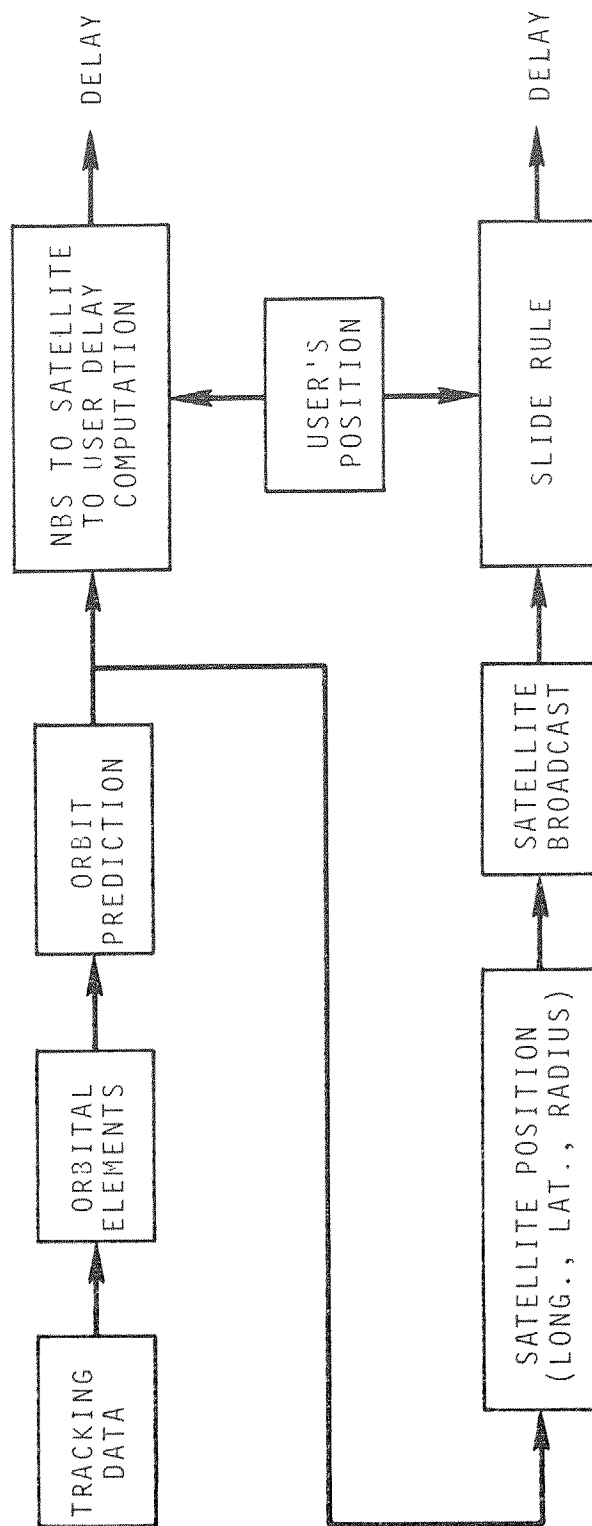 TRACKING
DATA
ORBITAL
ELEMENTS
ORBIT
PREDICTION
NBS TO SATELLITE
TO USER DELAY
COMPUTATION
DELAY
USER'S
POSITION
SATELLITE POSITION
(LONG., LAT., RADIUS)
SATELLITE
BROADCAST
SLIDE RULE
DELAY